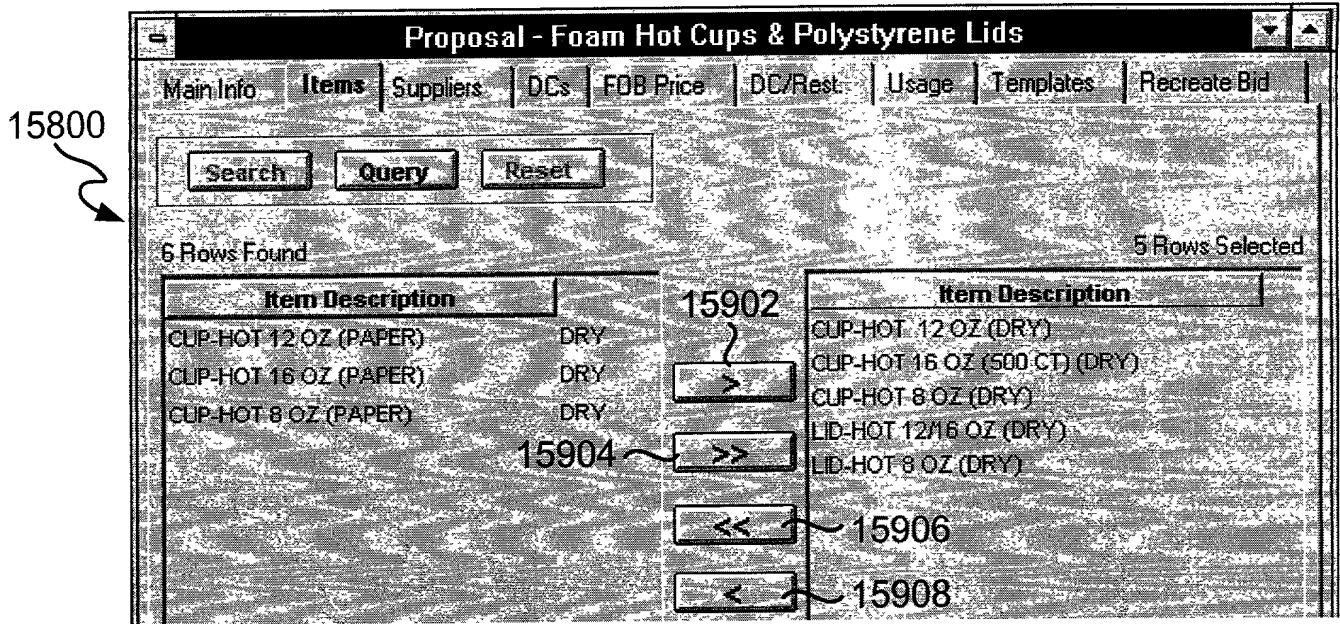 Proposal - Foam Hot Cups & Polystyrene Lids
Main Info Items Suppliers DCs FOB Price DC/Rest. Usage Templates Recreate Bid
15800
Search Query Reset
6 Rows Found 5 Rows Selected
Item Description 15902 Item Description
CUP-HOT 12 OZ (PAPER) DRY CUP-HOT 12 OZ (DRY)
CUP-HOT 16 OZ (PAPER) DRY > CUP-HOT 16 OZ (500 CT) (DRY)
CUP-HOT 8 OZ (PAPER) DRY CUP-HOT 8 OZ (DRY)
LID-HOT 12/16 OZ (DRY)
15904 >> LID-HOT 8 OZ (DRY)
<< 15906
< 15908